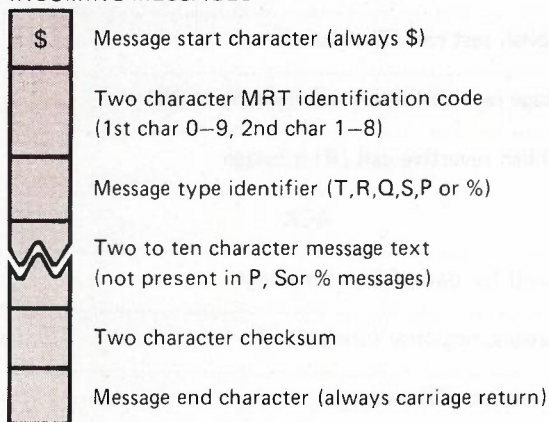 $ Message start character (always $)
Two character MRT identification code
(1st char 0–9, 2nd char 1–8)
Message type identifier (T,R,Q,S,P or %)
Two to ten character message text
(not present in P, Sor % messages)
Two character checksum
Message end character (always carriage return)